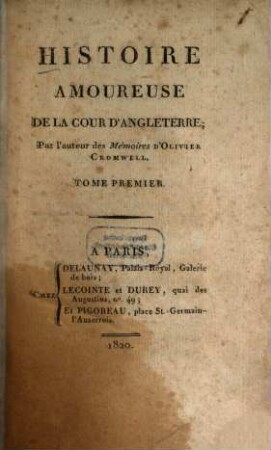 HISTOIRE
AMOUREUSE
DE LA COUR D'ANGLETERRE;
Par l'auteur des Mémoires d'OLIVIER
CROMWELL.
TOME PREMIER.
A PARIS,
CHEZ
DELAUNAY, Palais-Royal, Galerie
de bois;
LECOINTE et DUREY, quai des
Augustins, n° 49;
Et PIGOREAU, place St.-Germain-
l'Auxerrois.
1820.